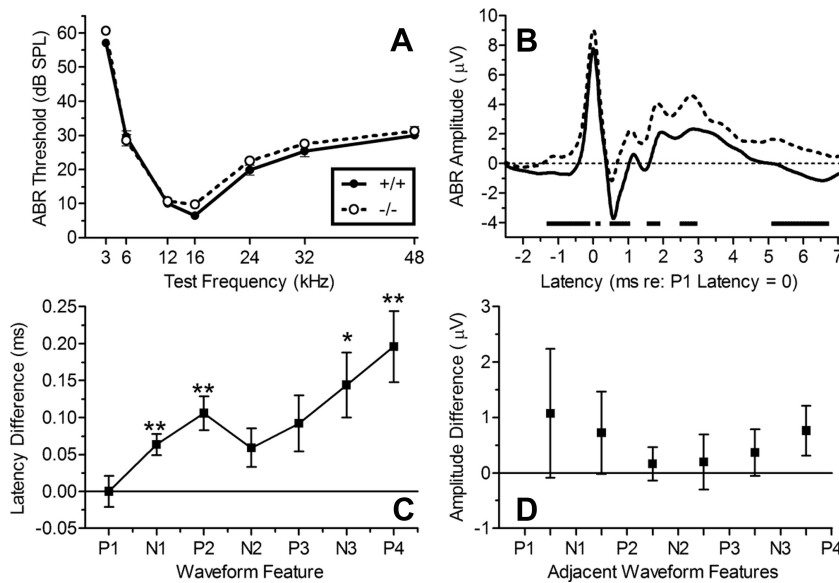 A
ABR Threshold (dB SPL)
60
50
40
30
20
10
0
3 6 12 16 24 32 48
Test Frequency (kHz)
+/+
-/-
B
ABR Amplitude ( μV)
10
8
6
4
2
0
-2
-4
-2 -1 0 1 2 3 4 5 6 7
Latency (ms re: P1 Latency = 0)
C
Latency Difference (ms)
0.25
0.20
0.15
0.10
0.05
0.00
-0.05
** ** * **
P1 N1 P2 N2 P3 N3 P4
Waveform Feature
D
Amplitude Difference ( μV)
3
2
1
0
-1
P1 N1 P2 N2 P3 N3 P4
Adjacent Waveform Features